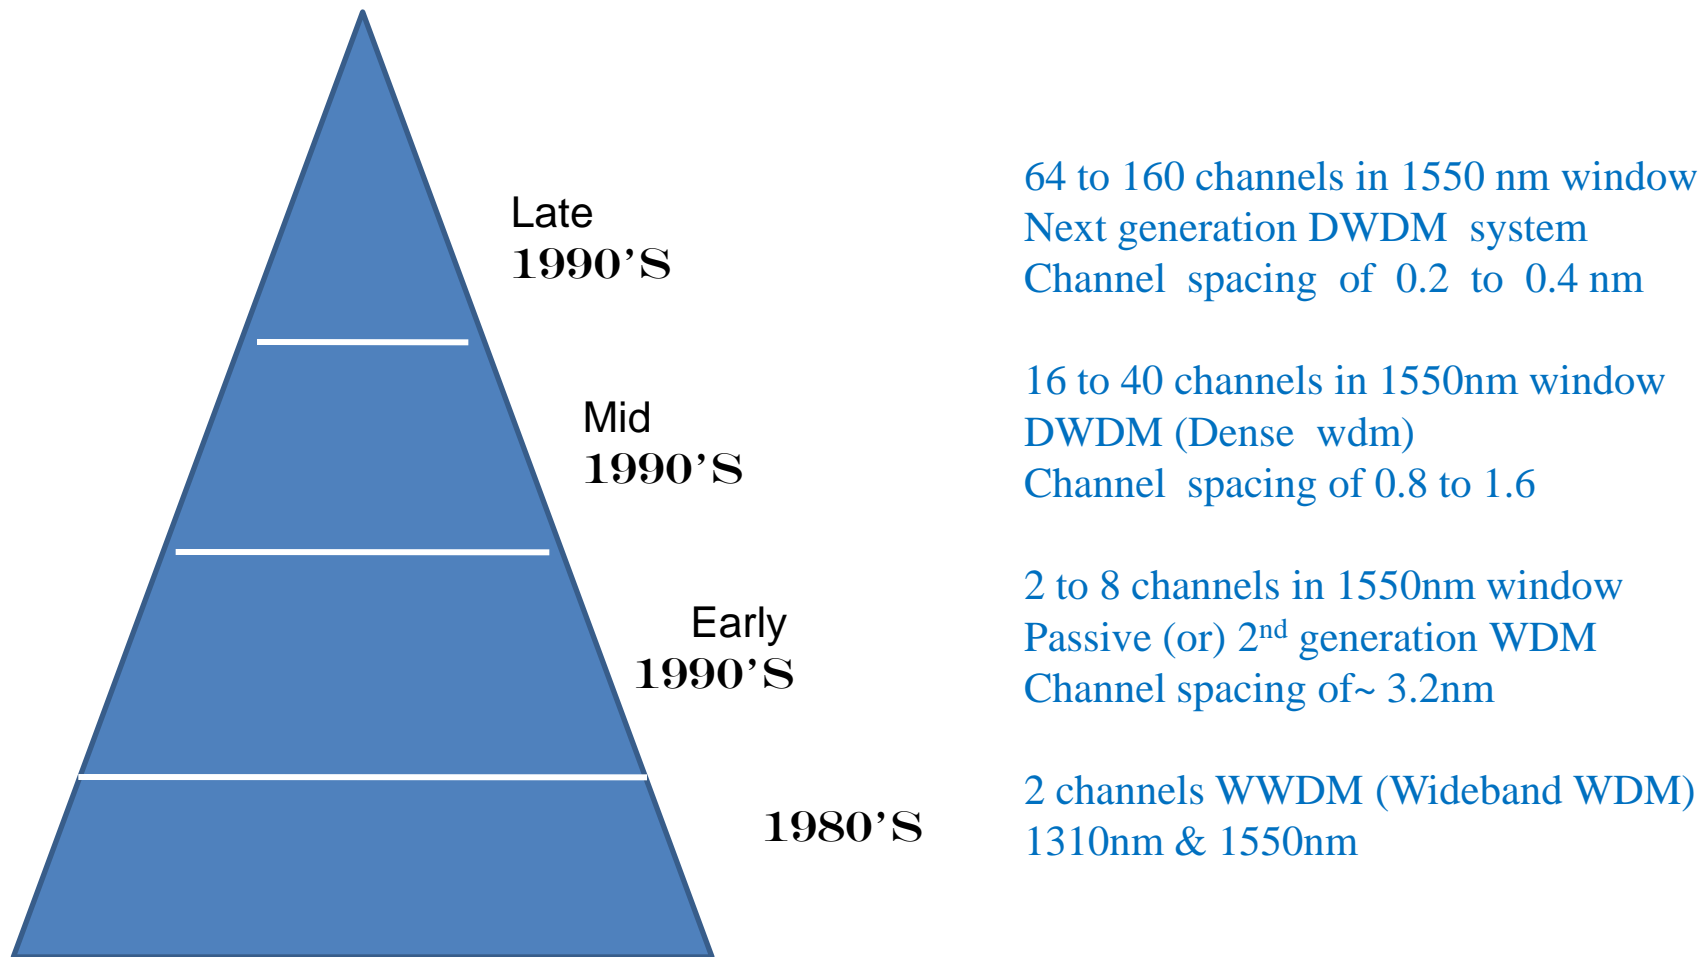 Late
1990’S
64 to 160 channels in 1550 nm window
Next generation DWDM system
Channel spacing of 0.2 to 0.4 nm
Mid
1990’S
16 to 40 channels in 1550nm window
DWDM (Dense wdm)
Channel spacing of 0.8 to 1.6
Early
1990’S
2 to 8 channels in 1550nm window
Passive (or) 2nd generation WDM
Channel spacing of~ 3.2nm
1980’S
2 channels WWDM (Wideband WDM)
1310nm & 1550nm